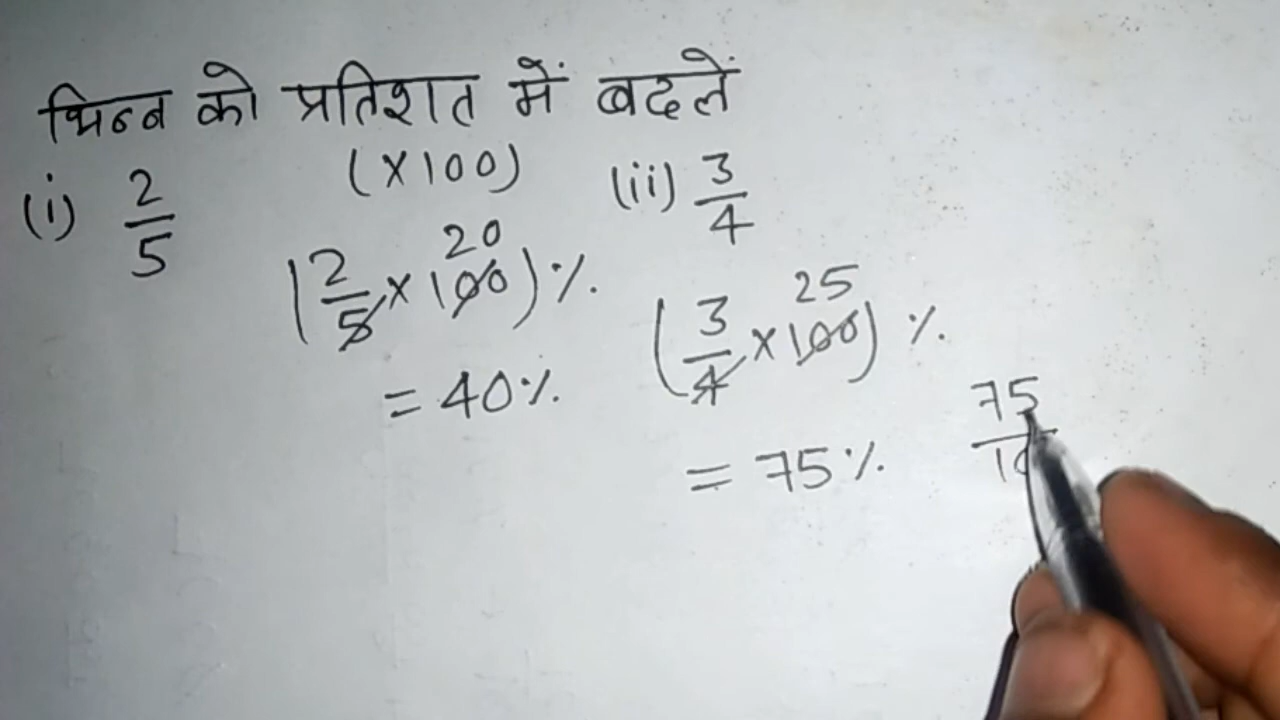 भिन्न को प्रतिशत में बदलें
(×100)
(i) 2/5
(2/5 × 100) % 20
= 40%
(ii) 3/4
(3/4 × 100) % 25
= 75%
75